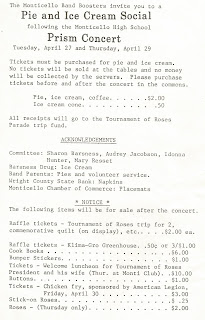 The Monticello Band Boosters invite you to a
Pie and Ice Cream Social
following the Monticello High School
Prism Concert
Tuesday, April 27 and Thursday, April 29
Tickets must be purchased for pie and ice cream.
No tickets will be sold at the tables and no money
will be collected by the servers. Please purchase
tickets before and after the concert in the commons.
Pie, ice cream, coffee. . . . . .$2.00
Ice cream cone. . . . . . . . . . .50
All receipts will go to the Tournament of Roses
Parade trip fund.
ACKNOWLEDGEMENTS
Committee: Sharon Barsness, Audrey Jacobson, Idonna
Hunter, Mary Rosset
Barsness Drug: Ice Cream
Band Parents: Pies and volunteer service.
Wright County State Bank: Napkins
Monticello Chamber of Commerce: Placemats
* NOTICE *
The following items will be for sale after the concert.
Raffle tickets - Tournament of Roses trip for 2,
commemorative quilt (on display), etc.. . .$2.00 ea.
Raffle tickets - Elima-Gro Greenhouse. .50¢ or 3/$1.00
Cook Books . . . . . . . . . . . . . .$6.00
Bumper Stickers. . . . . . . . . . . .$1.00
Tickets - Welcome luncheon for Tournament of Roses
President and his wife (Thur. at Monti Club). .$10.00
Buttons. . . . . . . . . . . . . . . .$1.00
Tickets - Chicken fry, sponsored by American Legion,
Friday, April 30 . . . . . .$3.00
Stick-on Roses. . . . . . . . . . . .$ .25
Roses - (Thursday only) . . . . . . .$2.00